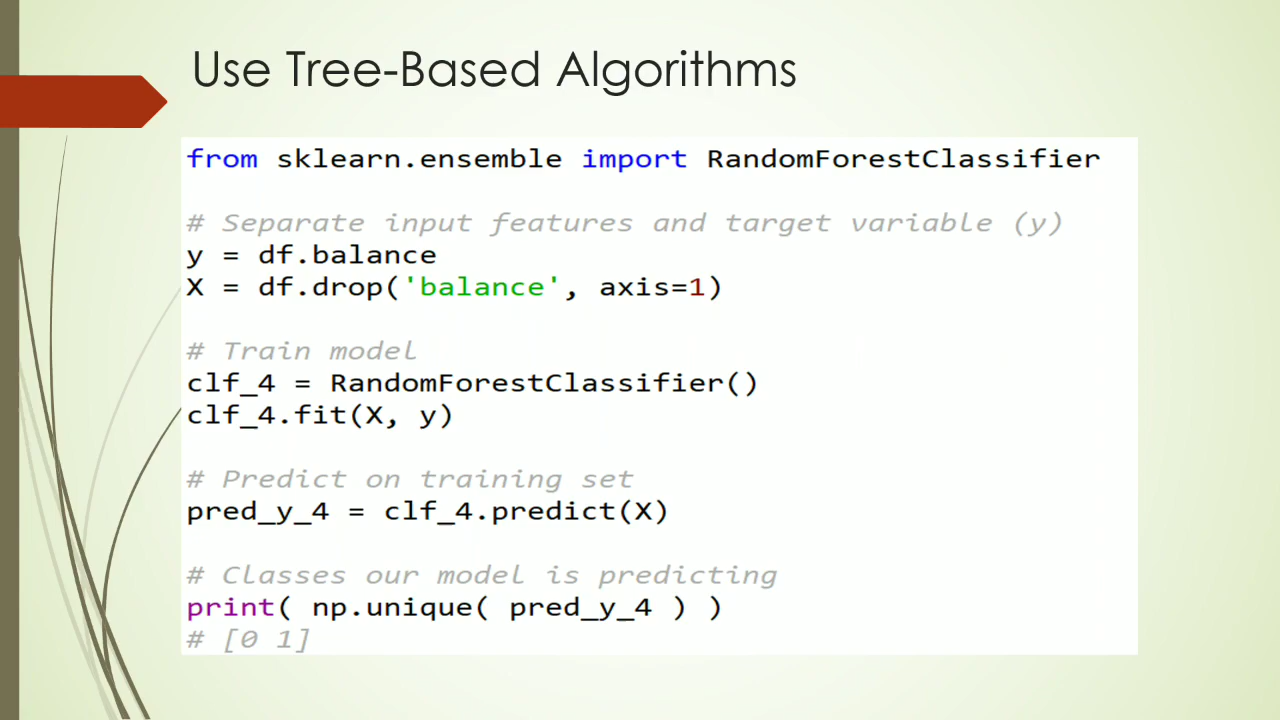 Use Tree-Based Algorithms
from sklearn.ensemble import RandomForestClassifier
# Separate input features and target variable (y)
y = df.balance
X = df.drop('balance', axis=1)
# Train model
clf_4 = RandomForestClassifier()
clf_4.fit(X, y)
# Predict on training set
pred_y_4 = clf_4.predict(X)
# Classes our model is predicting
print( np.unique( pred_y_4 ) )
# [0 1]